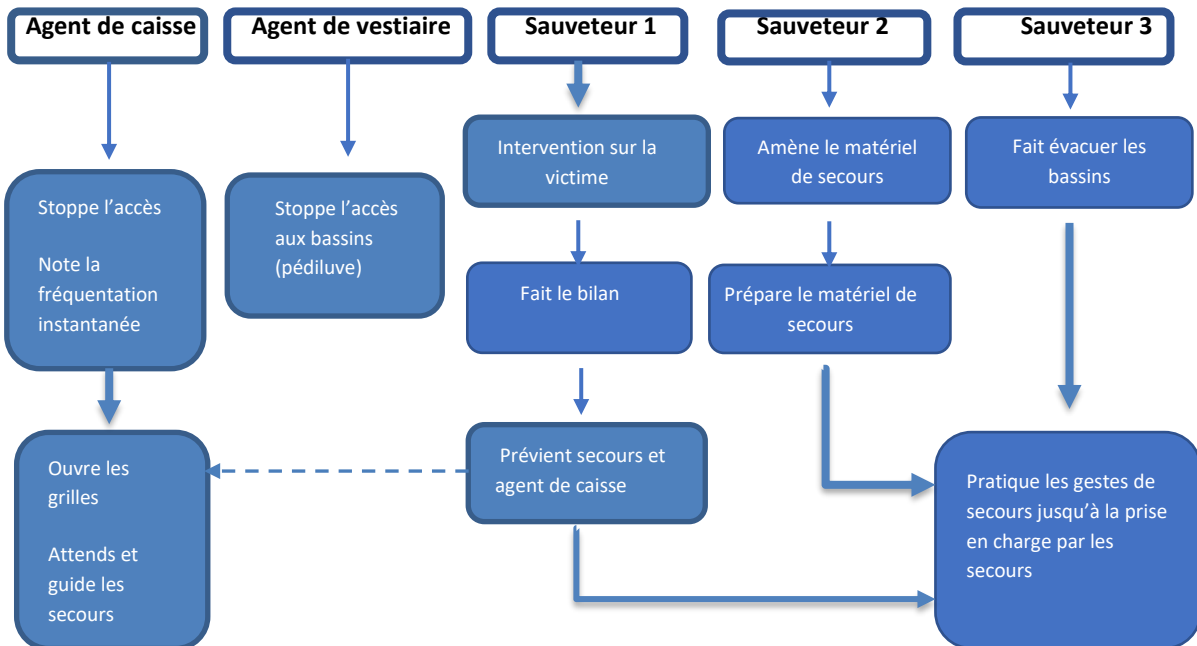 Agent de caisse
Agent de vestiaire
Sauveteur 1
Sauveteur 2
Sauveteur 3
Stoppe l'accès
Note la
fréquentation
instantanée
Stoppe l'accès
aux bassins
(pédiluve)
Intervention sur la
victime
Amène le matériel
de secours
Fait évacuer les
bassins
Fait le bilan
Prépare le matériel de
secours
Ouvre les
grilles
Attends et
guide les
secours
Prévient secours et
agent de caisse
Pratique les gestes de
secours jusqu'à la prise
en charge par les
secours